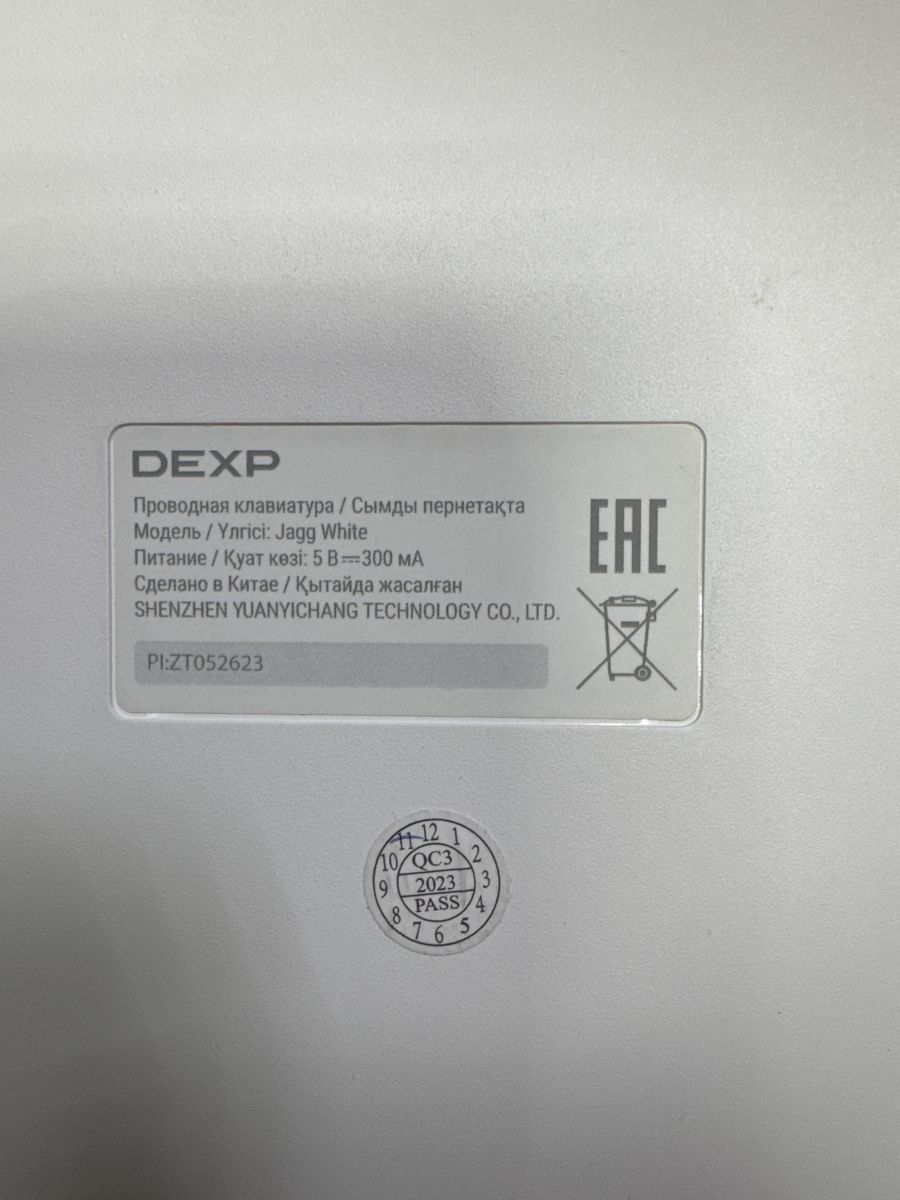 DEXP
Проводная клавиатура / Сымды пернетақта
Модель / Үлгісі: Jagg White
Питание / Қуат көзі: 5 В⎓300 мА
Сделано в Китае / Қытайда жасалған
SHENZHEN YUANYICHANG TECHNOLOGY CO., LTD.
PI:ZT052623
EAC
12 1 2 3 4 5 6 7 8 9 10 11
QC3
2023
PASS